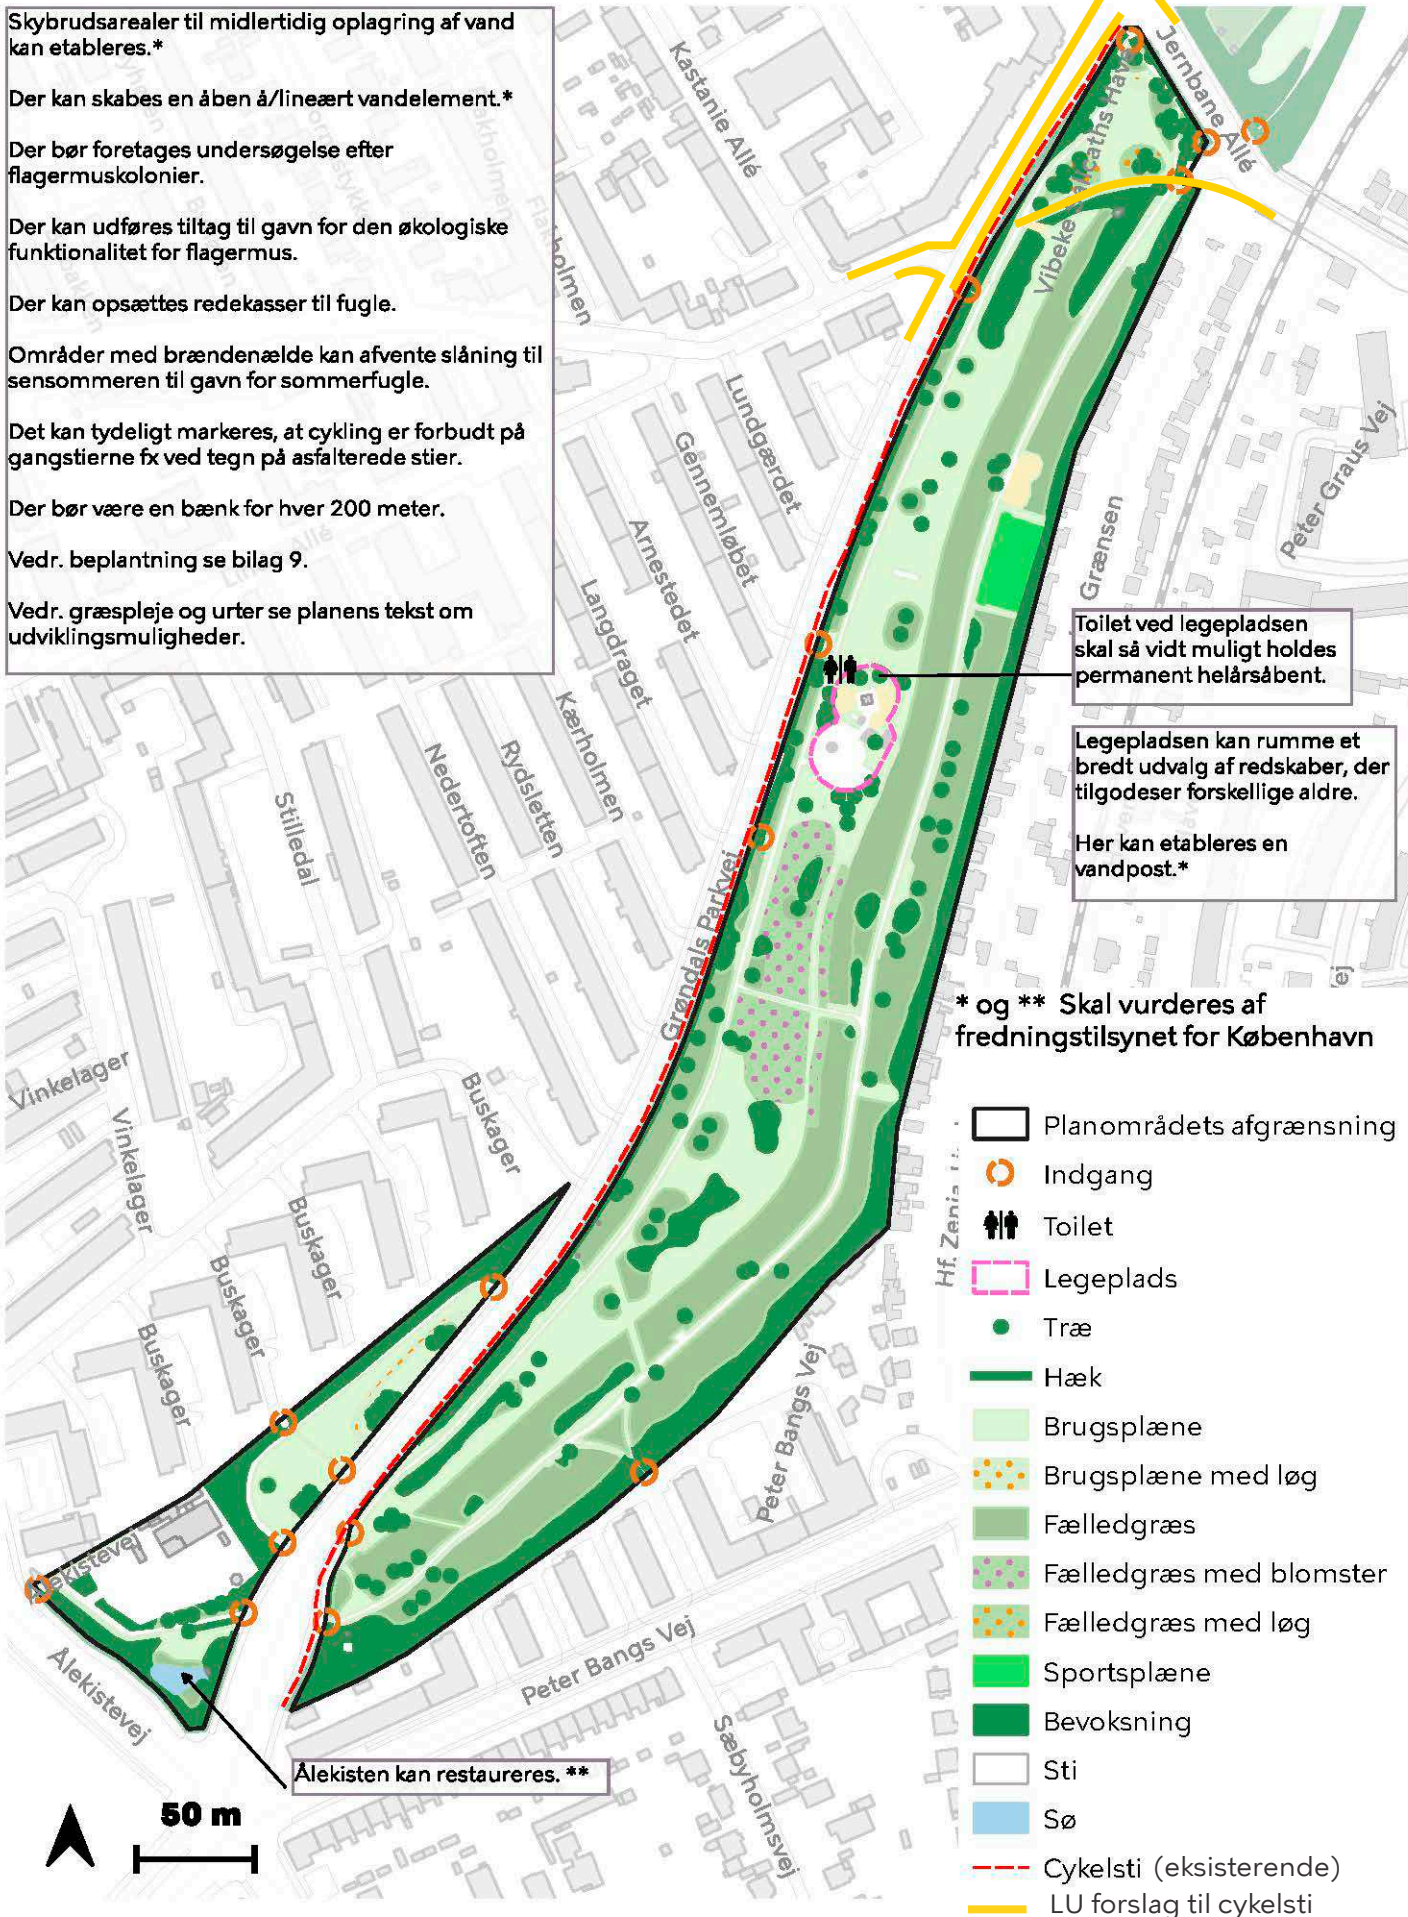 Skybrudsarealer til midlertidig oplagring af vand
kan etableres.*
Der kan skabes en åben å/lineært vandelement.*
Der bør foretages undersøgelse efter
flagermuskolonier.
Der kan udføres tiltag til gavn for den økologiske
funktionalitet for flagermus.
Der kan opsættes redekasser til fugle.
Områder med brændenælde kan afvente slåning til
sensommeren til gavn for sommerfugle.
Det kan tydeligt markeres, at cykling er forbudt på
gangstierne fx ved tegn på asfalterede stier.
Der bør være en bænk for hver 200 meter.
Vedr. beplantning se bilag 9.
Vedr. græspleje og urter se planens tekst om
udviklingsmuligheder.
Kastanie Allé
Jernbane Allé
Vibeke
Have
holmen
Lundgærdet
Gennemløbet
Arnestedet
Langdraget
Kærholmen
Rydsletten
Nedertoften
Stilledal
Grænsen
Peter Graus Vej
Toilet ved legepladsen
skal så vidt muligt holdes
permanent helårsåbent.
Legepladsen kan rumme et
bredt udvalg af redskaber, der
tilgodeser forskellige aldre.
Her kan etableres en
vandpost.*
Grøndals Parkvej
Vinkelager
Vinkelager
Buskager
Buskager
Buskager
Buskager
Hf. Zenia
Peter Bangs Vej
Peter Bangs Vej
Ålekistevej
Ålekistevej
Sæbyholmsvej
Ålekisten kan restaureres. **
50 m
* og ** Skal vurderes af
fredningstilsynet for København
Planområdets afgrænsning
Indgang
Toilet
Legeplads
Træ
Hæk
Brugsplæne
Brugsplæne med løg
Fælledgræs
Fælledgræs med blomster
Fælledgræs med løg
Sportsplæne
Bevoksning
Sti
Sø
Cykelsti (eksisterende)
LU forslag til cykelsti